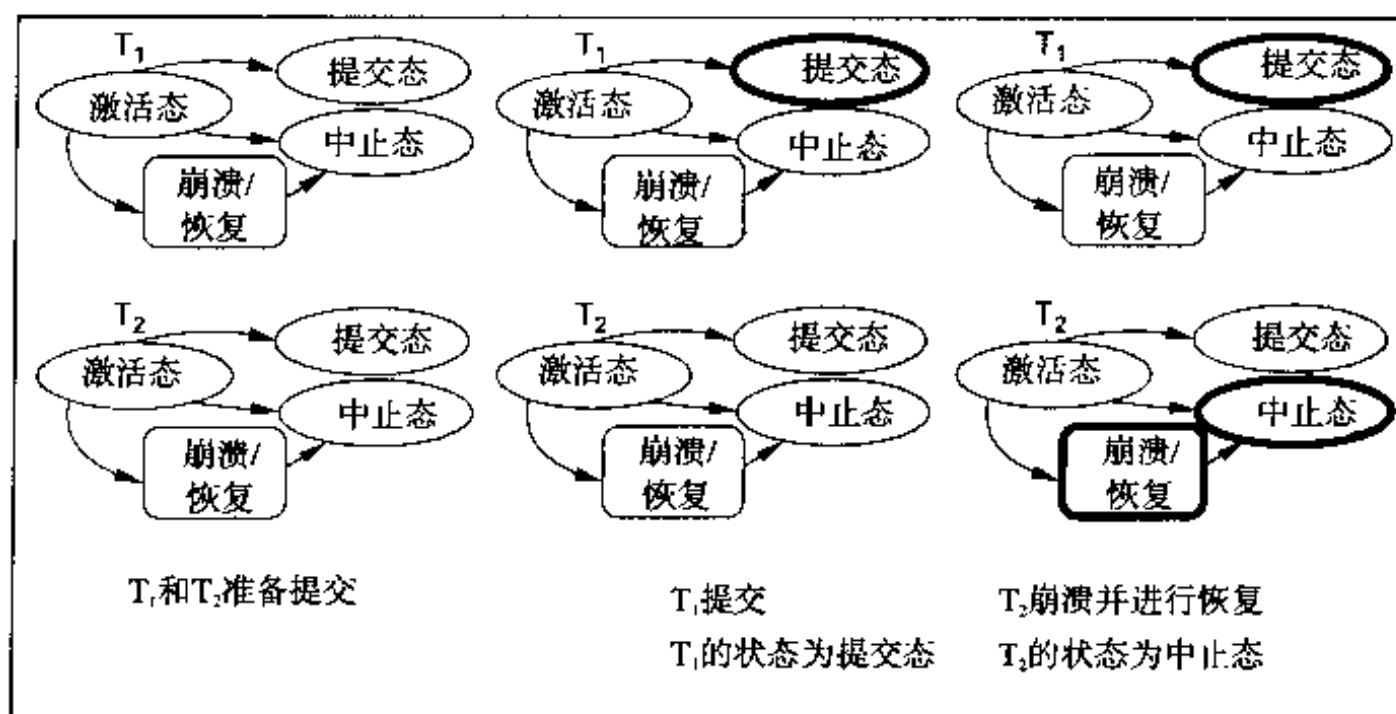 T₁
提交态
激活态
中止态
崩溃/
恢复
T₁
提交态
激活态
中止态
崩溃/
恢复
T₁
提交态
激活态
中止态
崩溃/
恢复
T₂
提交态
激活态
中止态
崩溃/
恢复
T₂
提交态
激活态
中止态
崩溃/
恢复
T₂
提交态
激活态
中止态
崩溃/
恢复
T₁和T₂准备提交
T₁提交
T₁的状态为提交态
T₂崩溃并进行恢复
T₂的状态为中止态